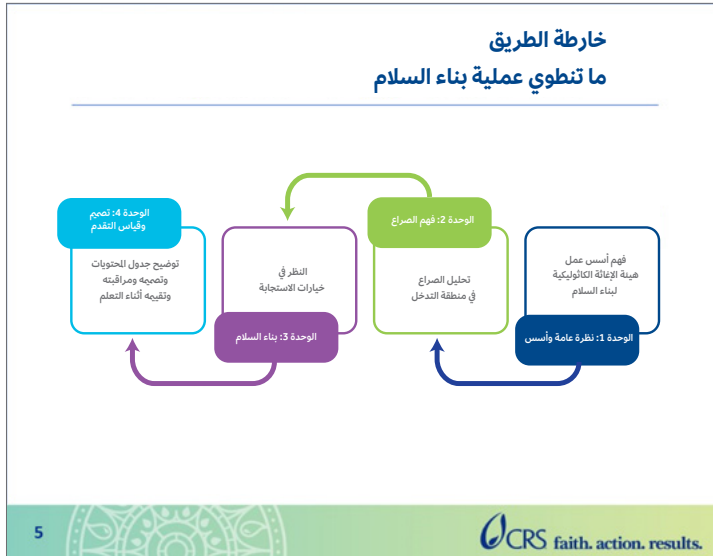 خارطة الطريق
ما تنطوي عملية بناء السلام
فهم أسس عمل
هيئة الإغاثة الكاثوليكية
لبناء السلام
الوحدة 1: نظرة عامة وأسس
الوحدة 2: فهم الصراع
تحليل الصراع
في منطقة التدخل
النظر في
خيارات الاستجابة
الوحدة 3: بناء السلام
الوحدة 4: تصميم
وقياس التقدم
توضيح جدول المحتويات
وتصميمه ومراقبته
وتقييمه أثناء التعلم
5
CRS faith. action. results.